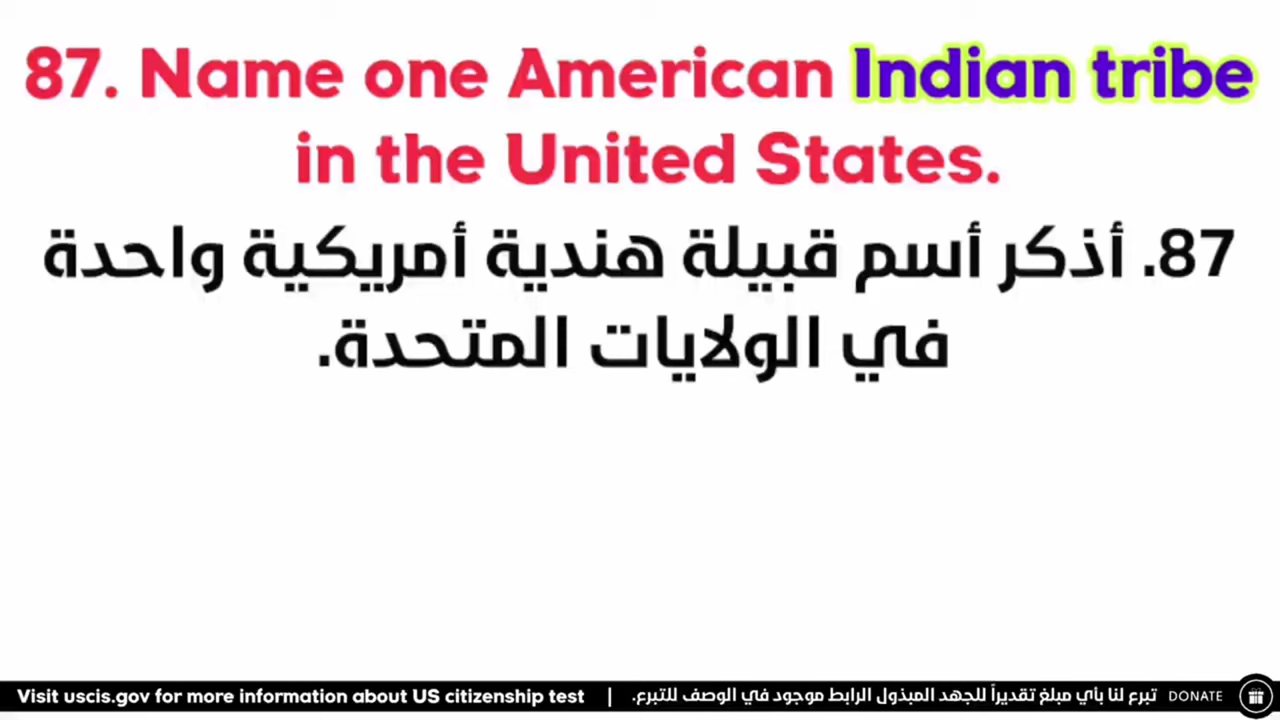 87. Name one American Indian tribe
in the United States.
87. أذكر أسم قبيلة هندية أمريكية واحدة
في الولايات المتحدة.
Visit uscis.gov for more information about US citizenship test | تبرع لنا بأي مبلغ تقديراً للجهد المبذول الرابط موجود في الوصف للتبرع. DONATE